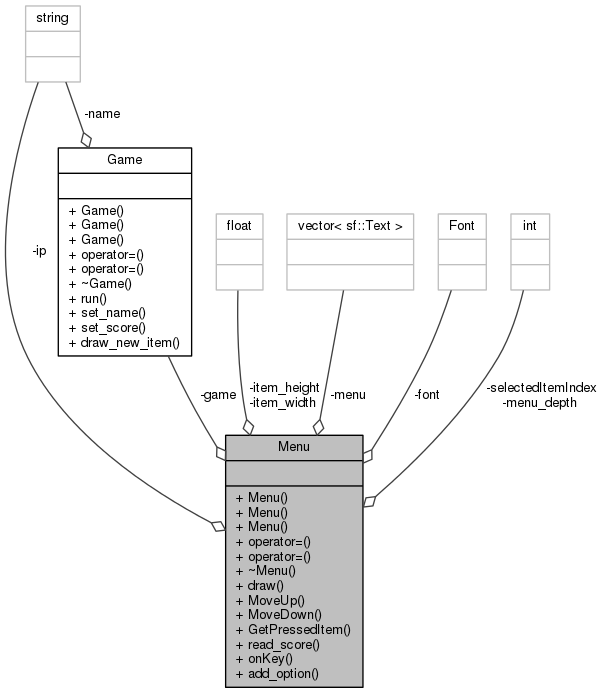 string
-name
Game
+ Game()
+ Game()
+ Game()
+ operator=()
+ operator=()
+ ~Game()
+ run()
+ set_name()
+ set_score()
+ draw_new_item()
-ip
float
vector< sf::Text >
Font
int
-game
-item_height
-item_width
-menu
-font
-selectedItemIndex
-menu_depth
Menu
+ Menu()
+ Menu()
+ Menu()
+ operator=()
+ operator=()
+ ~Menu()
+ draw()
+ MoveUp()
+ MoveDown()
+ GetPressedItem()
+ read_score()
+ onKey()
+ add_option()